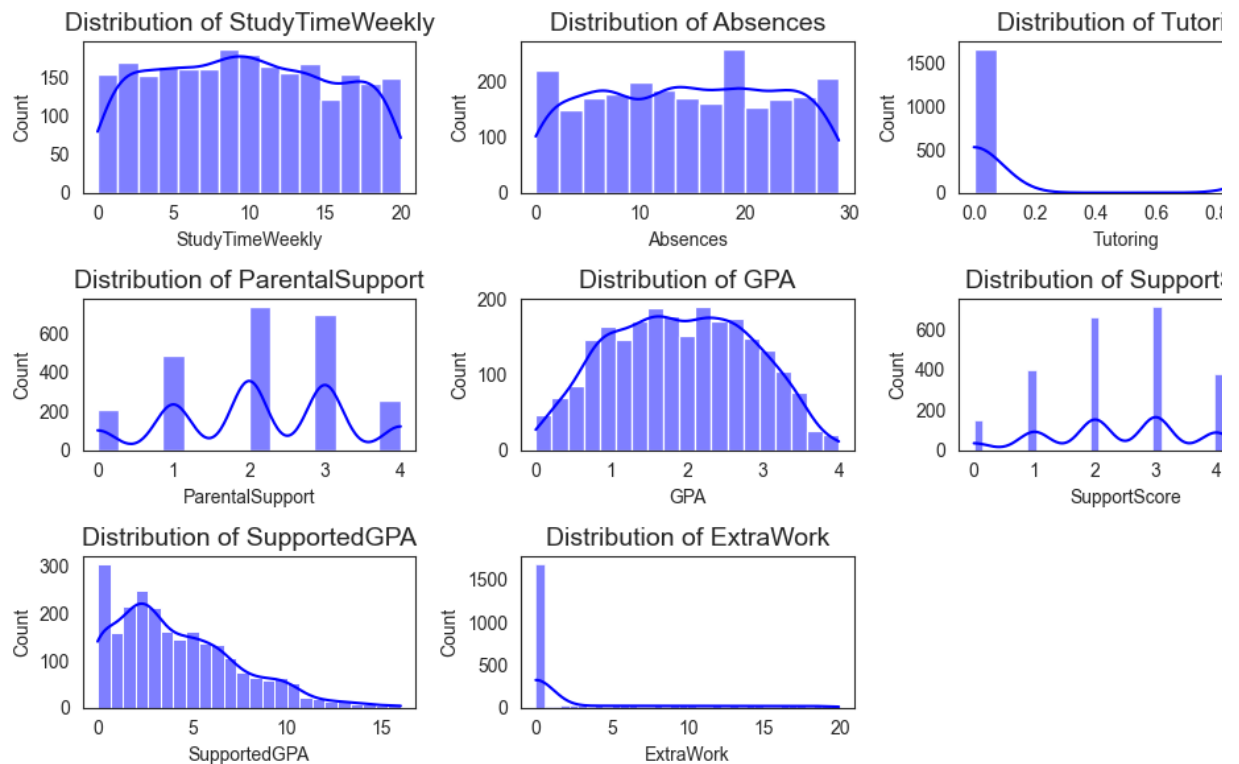 Distribution of StudyTimeWeekly
Count
150
100
50
0
0 5 10 15 20
StudyTimeWeekly
Distribution of Absences
Count
200
100
0
0 10 20 30
Absences
Distribution of Tutori
Count
1500
1000
500
0
0.0 0.2 0.4 0.6 0.8
Tutoring
Distribution of ParentalSupport
Count
600
400
200
0
0 1 2 3 4
ParentalSupport
Distribution of GPA
Count
200
100
0
0 1 2 3 4
GPA
Distribution of Support
Count
600
400
200
0
0 1 2 3 4
SupportScore
Distribution of SupportedGPA
Count
300
200
100
0
0 5 10 15
SupportedGPA
Distribution of ExtraWork
Count
1500
1000
500
0
0 5 10 15 20
ExtraWork